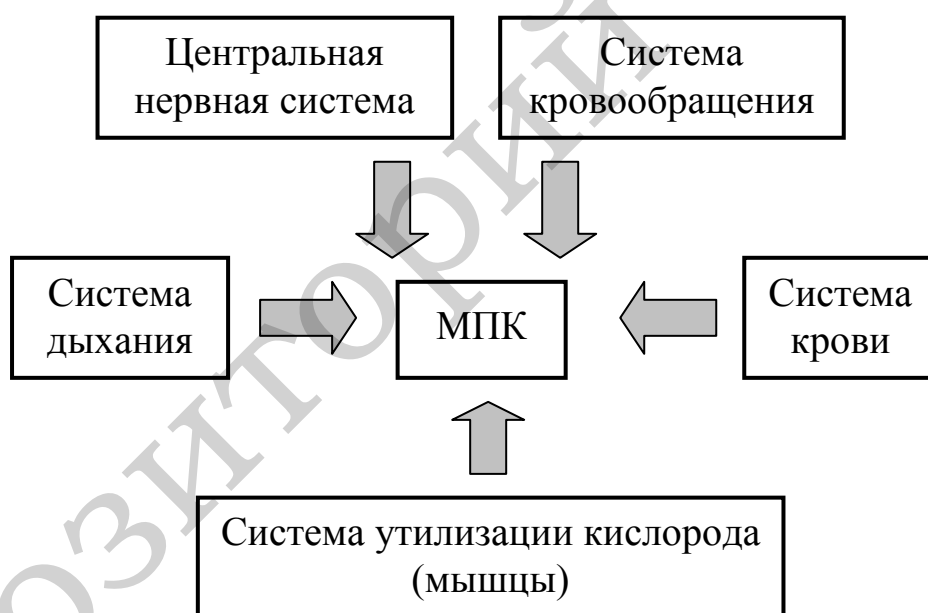 Центральная
нервная система
Система
кровообращения
Система
дыхания
МПК
Система
крови
Система утилизации кислорода
(мышцы)